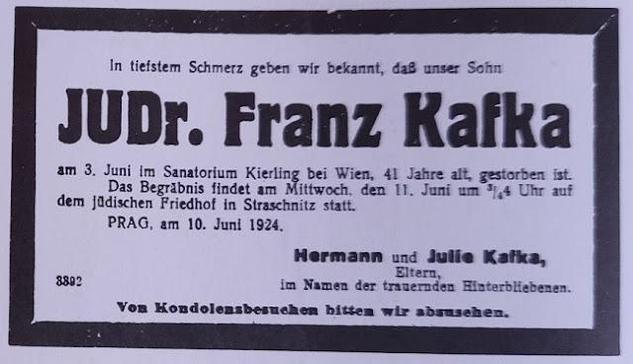 In tiefstem Schmerz geben wir bekannt, daß unser Sohn
JUDr. Franz Kafka
am 3. Juni im Sanatorium Kierling bei Wien, 41 Jahre alt, gestorben ist.
Das Begräbnis findet am Mittwoch, den 11. Juni um ³/₄4 Uhr auf
dem jüdischen Friedhof in Straschnitz statt.
PRAG, am 10. Juni 1924.
Hermann und Julie Kafka,
Eltern,
im Namen der trauernden Hinterbliebenen.
8892
Von Kondolensbesuchen bitten wir abzusehen.